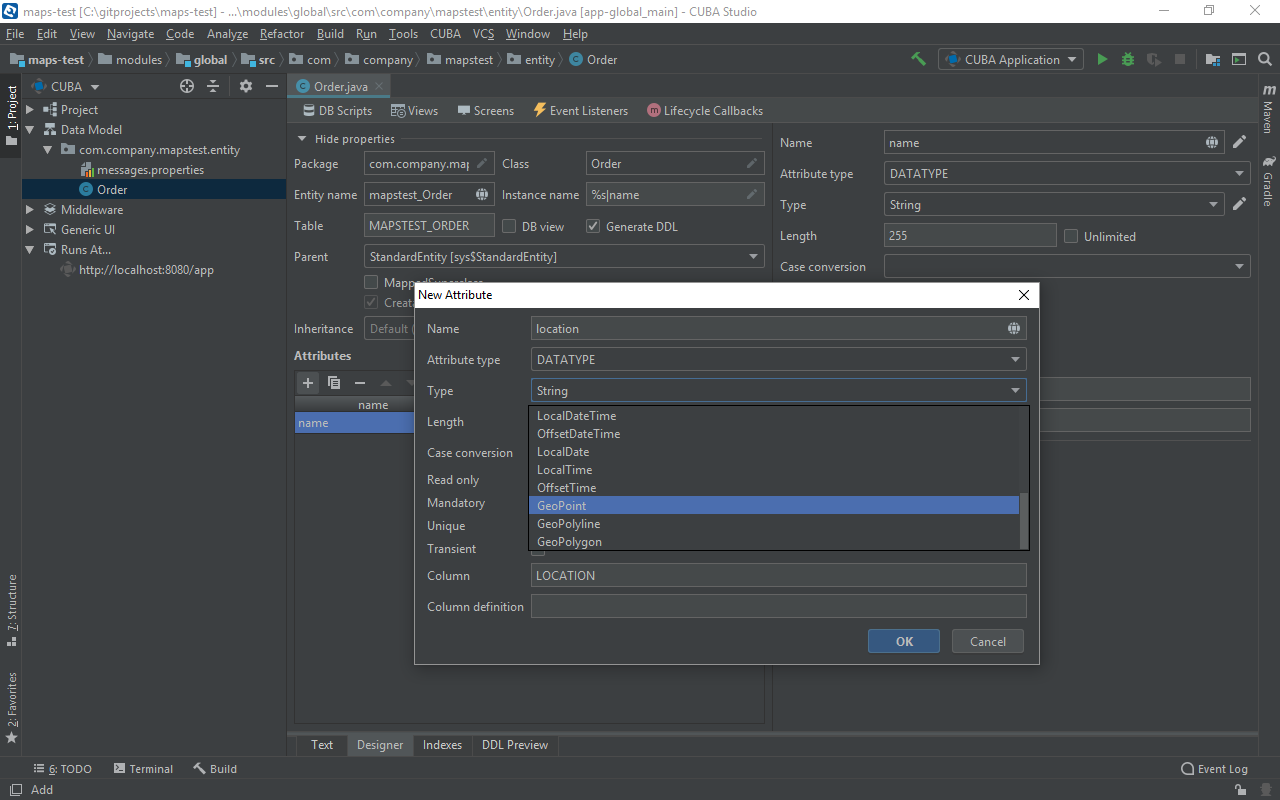 maps-test [C:\gitprojects\maps-test] - ...\modules\global\src\com\company\mapstest\entity\Order.java [app-global_main] - CUBA Studio
File Edit View Navigate Code Analyze Refactor Build Run Tools CUBA VCS Window Help
maps-test modules global src com company mapstest entity Order CUBA Application
1: Project
7: Structure
2: Favorites
CUBA
Project
Data Model
com.company.mapstest.entity
messages.properties
Order
Middleware
Generic UI
Runs At...
http://localhost:8080/app
Order.java
DB Scripts Views Screens Event Listeners Lifecycle Callbacks
Hide properties
Package com.company.map Class Order
Entity name mapstest_Order Instance name %s|name
Table MAPSTEST_ORDER DB view Generate DDL
Parent StandardEntity [sys$StandardEntity]
Inheritance Default (
Attributes
name
name
Name name
Attribute type DATATYPE
Type String
Length 255 Unlimited
Case conversion
Maven
Gradle
New Attribute
Name location
Attribute type DATATYPE
Type String
Length
Case conversion
Read only
Mandatory
Unique
Transient
LocalDateTime
OffsetDateTime
LocalDate
LocalTime
OffsetTime
GeoPoint
GeoPolyline
GeoPolygon
Column LOCATION
Column definition
OK Cancel
Text Designer Indexes DDL Preview
6: TODO Terminal Build Event Log
Add